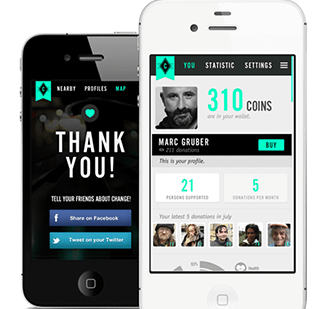 NEARBY PROFILES MAP
THANK
YOU!
TELL YOUR FRIENDS ABOUT CHANGE!
Share on Facebook
Tweet on your Twitter
YOU STATISTIC SETTINGS
310 COINS
are in your wallet.
MARC GRUBER
211 donations
BUY
This is your profile.
21
PERSONS SUPPORTED
5
DONATIONS PER MONTH
Your latest 5 donations in july
Health